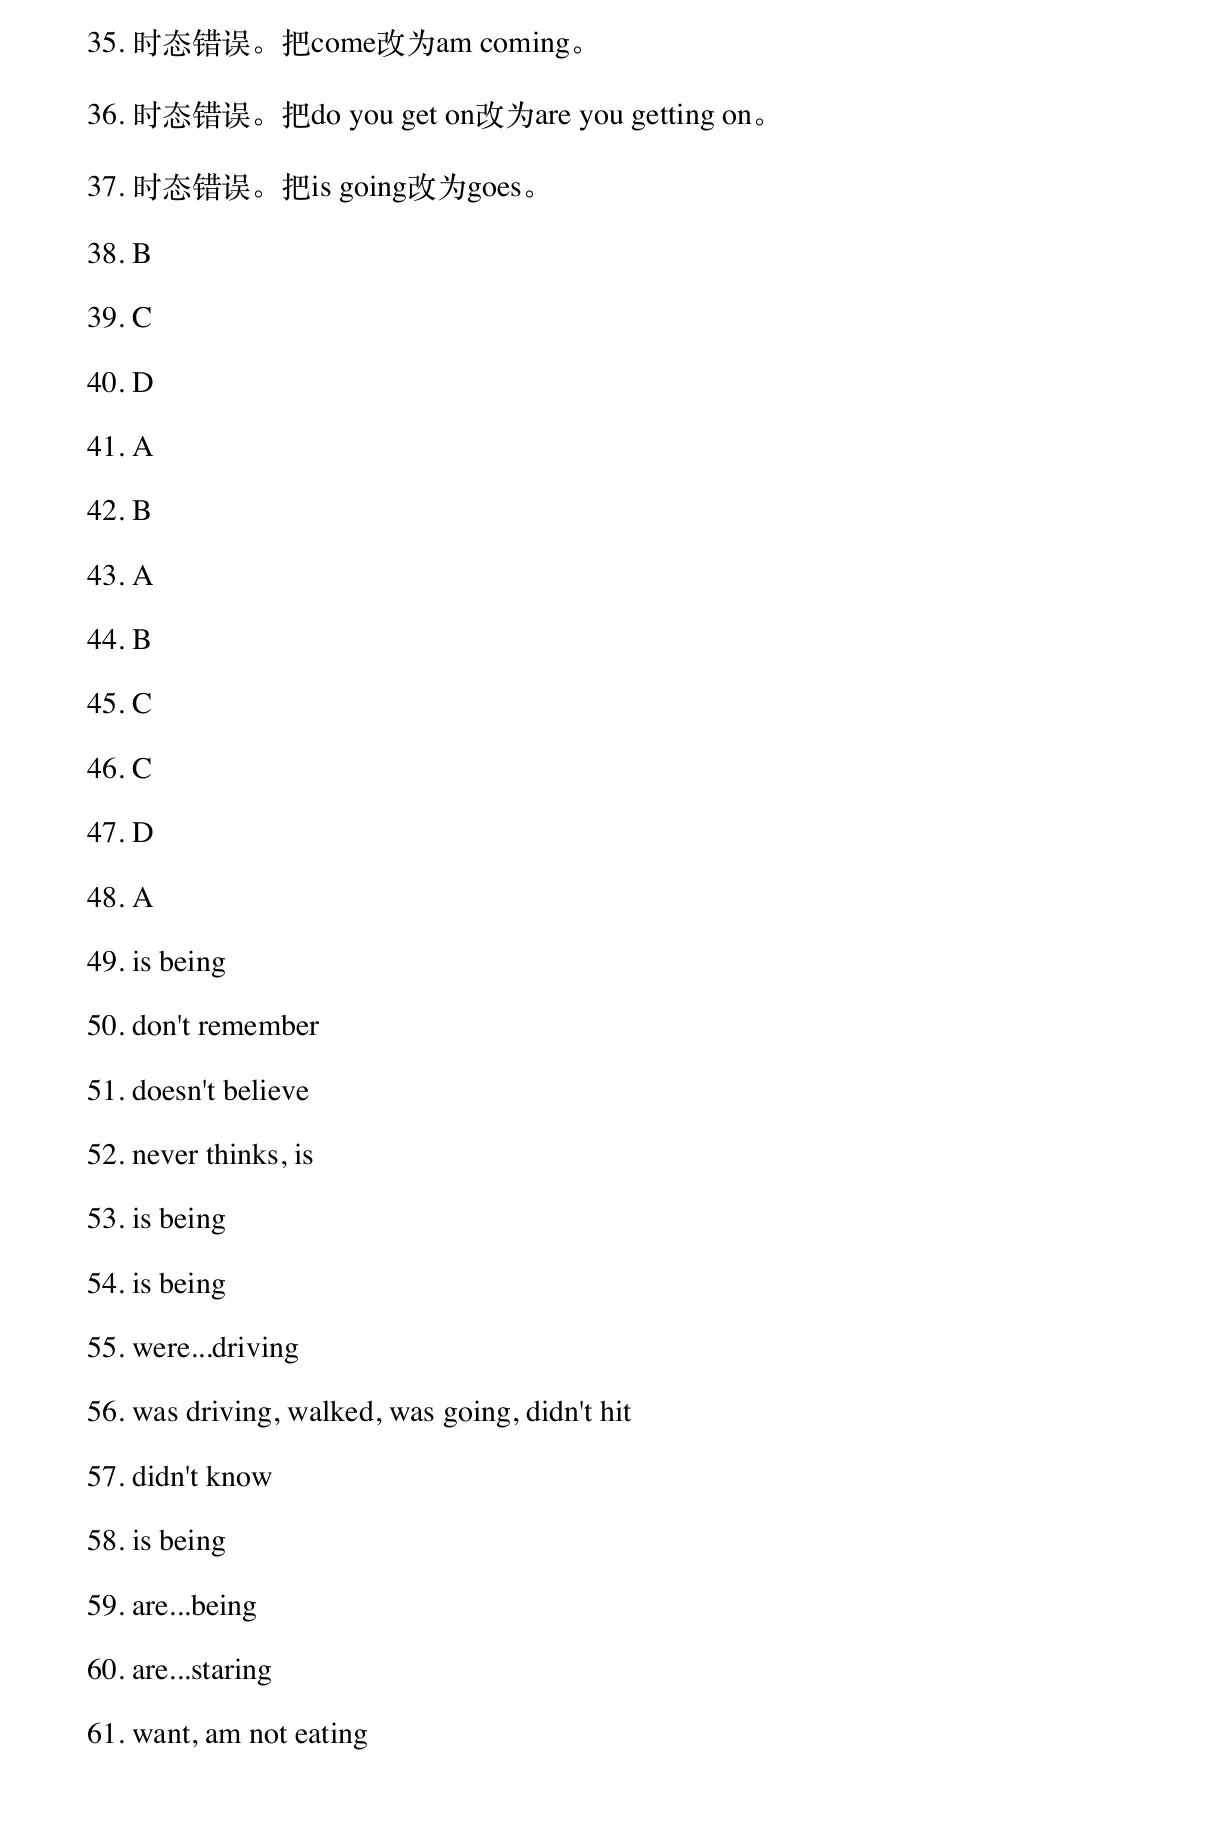 35. 时态错误。把come改为am coming。
36. 时态错误。把do you get on改为are you getting on。
37. 时态错误。把is going改为goes。
38. B
39. C
40. D
41. A
42. B
43. A
44. B
45. C
46. C
47. D
48. A
49. is being
50. don't remember
51. doesn't believe
52. never thinks, is
53. is being
54. is being
55. were...driving
56. was driving, walked, was going, didn't hit
57. didn't know
58. is being
59. are...being
60. are...staring
61. want, am not eating